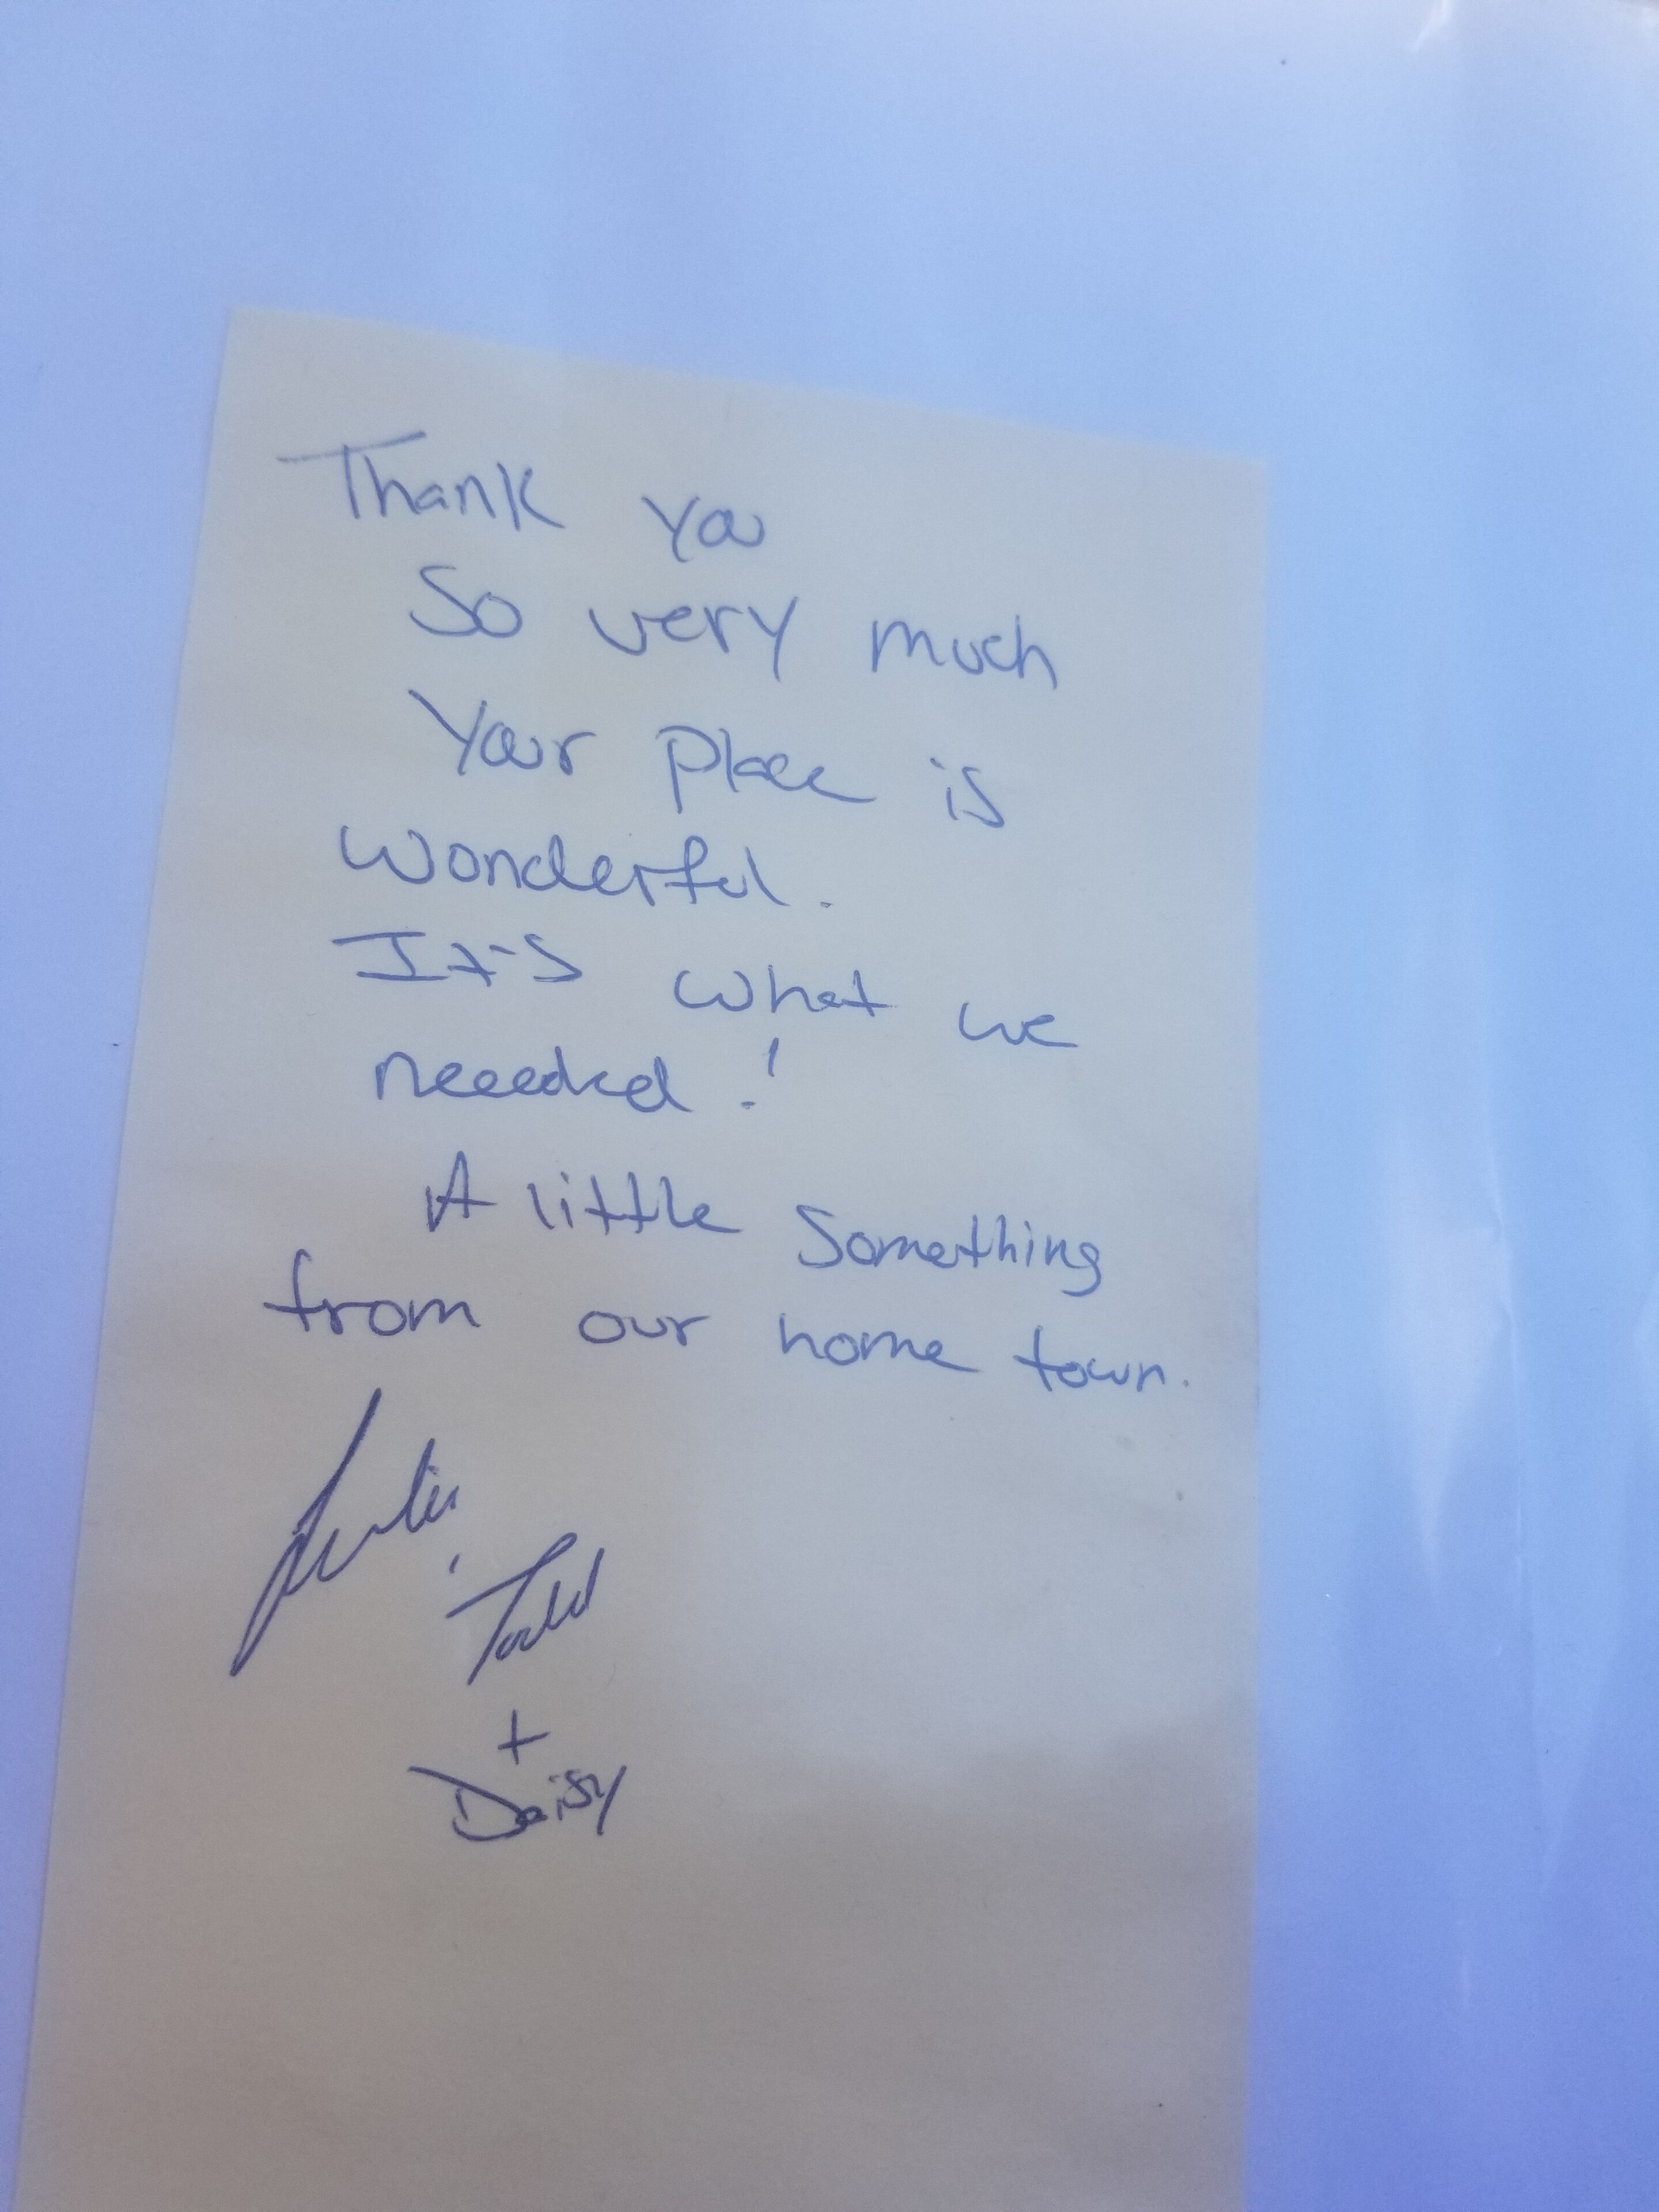 Thank you
So very much
Your place is
wonderful.
It's what we
neeeded!
A little something
from our home town.
Julie,
Todd
+
Daisy